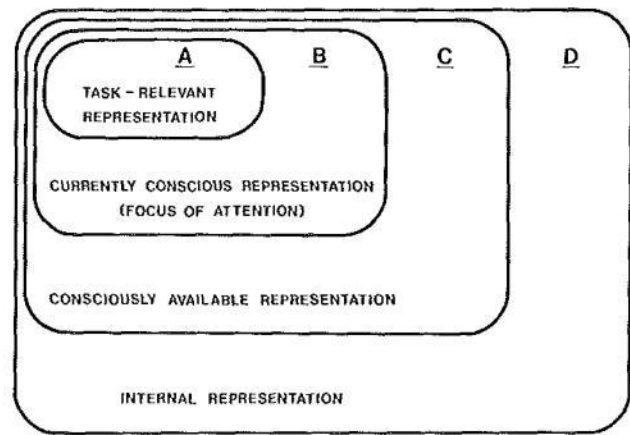 A B C D
TASK - RELEVANT
REPRESENTATION
CURRENTLY CONSCIOUS REPRESENTATION
(FOCUS OF ATTENTION)
CONSCIOUSLY AVAILABLE REPRESENTATION
INTERNAL REPRESENTATION